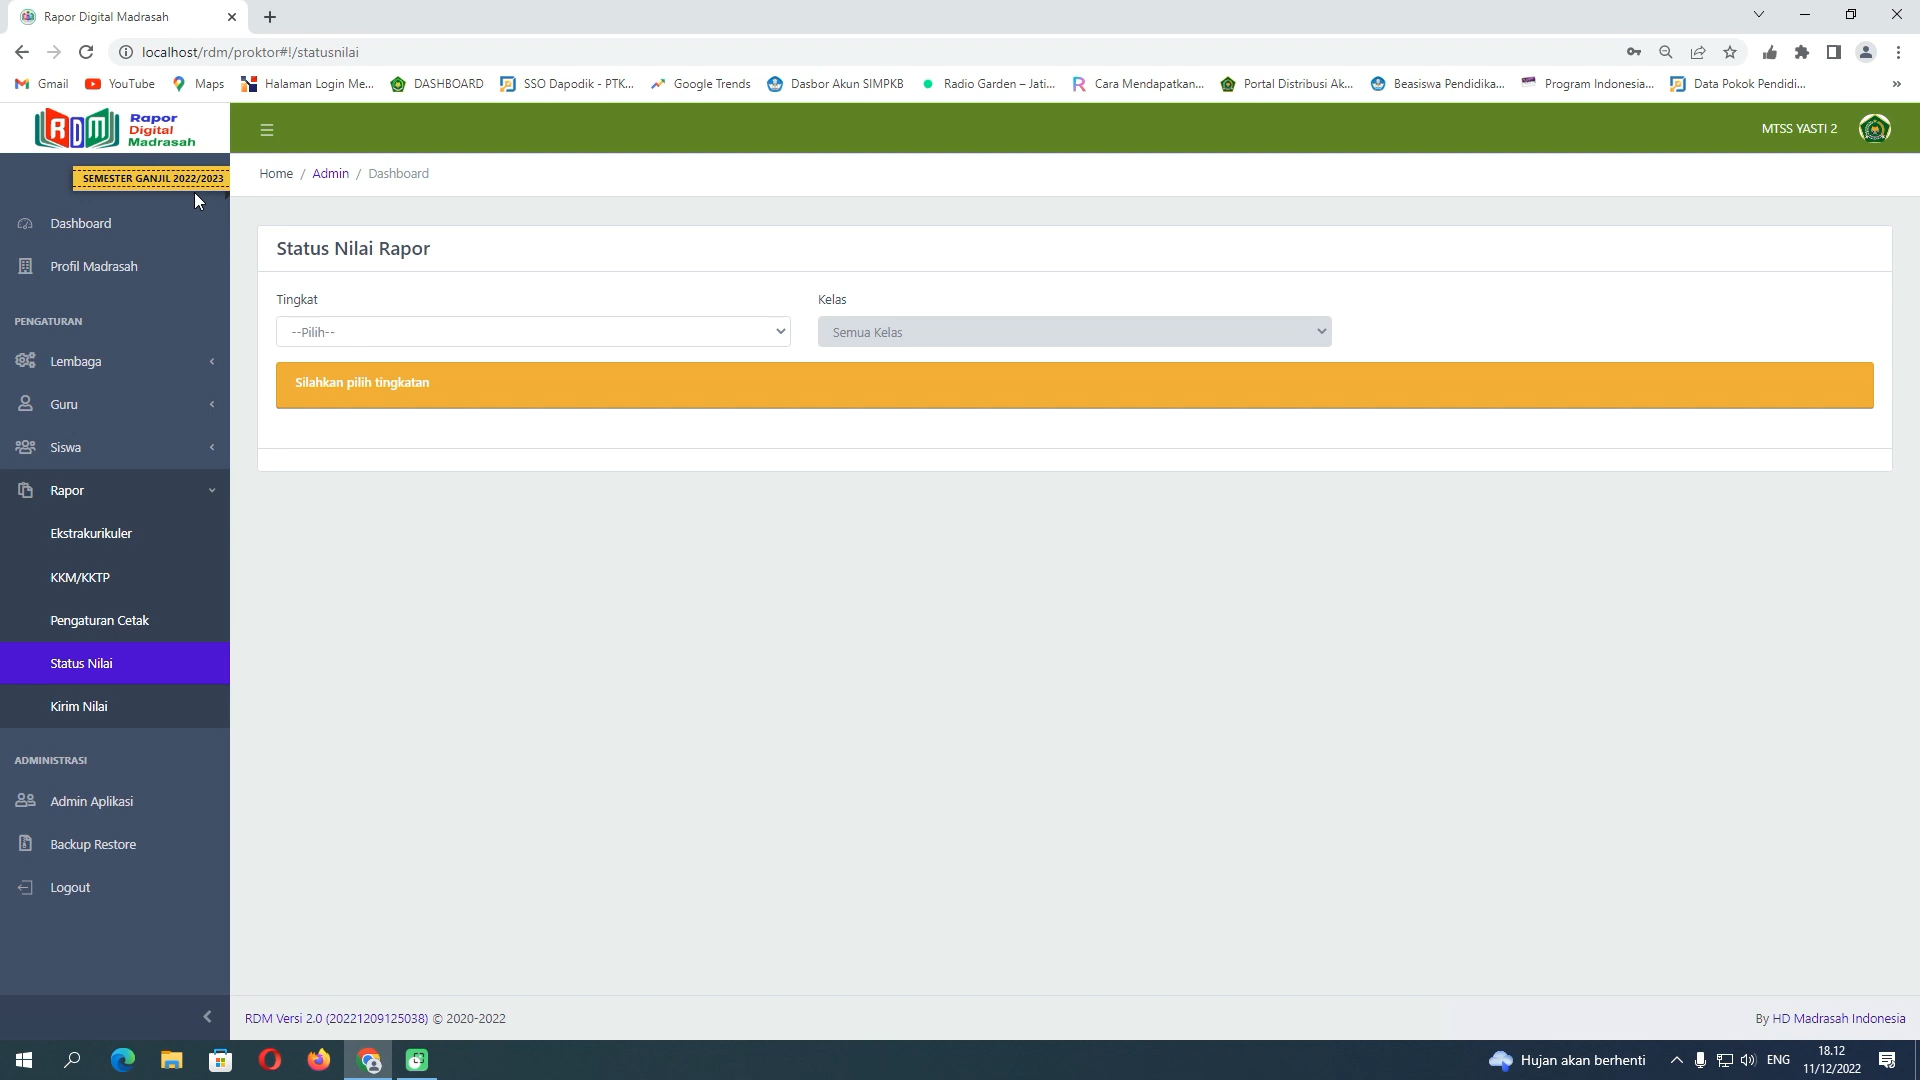 Rapor Digital Madrasah
localhost/rdm/proktor#!/statusnilai
Gmail YouTube Maps Halaman Login Me... DASHBOARD SSO Dapodik - PTK... Google Trends Dasbor Akun SIMPKB Radio Garden – Jati... Cara Mendapatkan... Portal Distribusi Ak... Beasiswa Pendidika... Program Indonesia... Data Pokok Pendidi... »
RDM
Rapor
Digital
Madrasah
MTSS YASTI 2
SEMESTER GANJIL 2022/2023
Home / Admin / Dashboard
Dashboard
Profil Madrasah
PENGATURAN
Lembaga
Guru
Siswa
Rapor
Ekstrakurikuler
KKM/KKTP
Pengaturan Cetak
Status Nilai
Kirim Nilai
ADMINISTRASI
Admin Aplikasi
Backup Restore
Logout
Status Nilai Rapor
Tingkat Kelas
--Pilih-- Semua Kelas
Silahkan pilih tingkatan
RDM Versi 2.0 (20221209125038) © 2020-2022
By HD Madrasah Indonesia
Hujan akan berhenti
ENG
18.12
11/12/2022